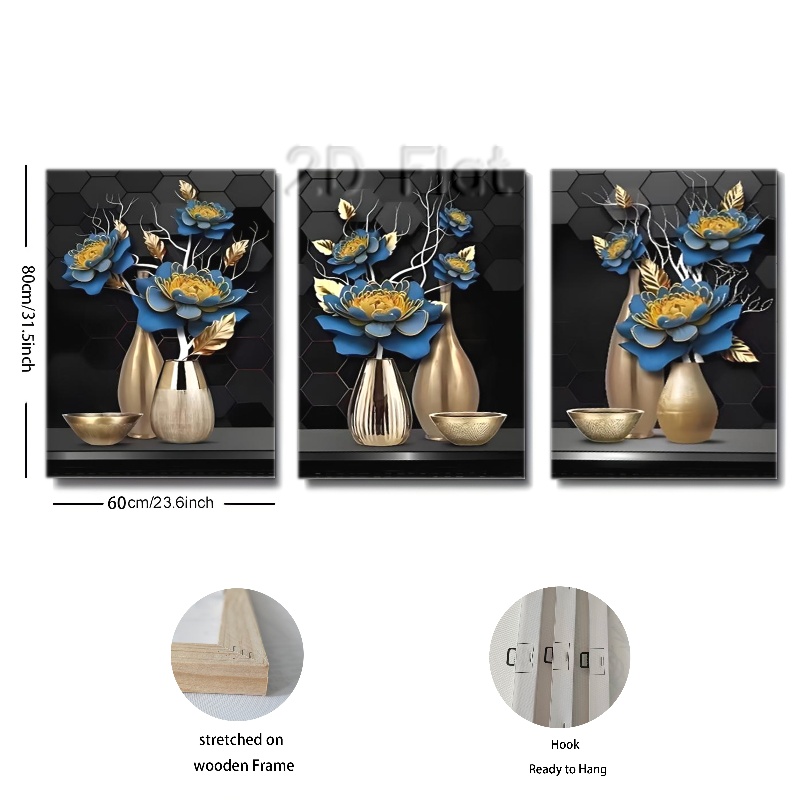 2D Flat
80cm/31.5inch
60cm/23.6inch
stretched on
wooden Frame
Hook
Ready to Hang